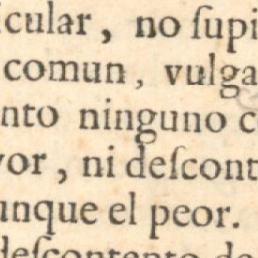 icular, no ſupi
comun, vulga
nto ninguno c
vor, ni deſcont
unque el peor.
deſcontento de